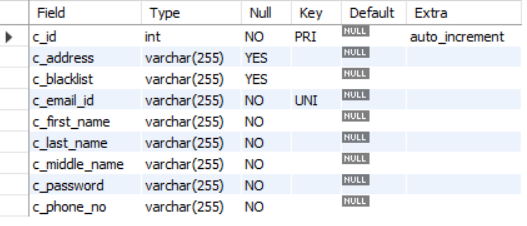 Field Type Null Key Default Extra
c_id int NO PRI NULL auto_increment
c_address varchar(255) YES NULL
c_blacklist varchar(255) YES NULL
c_email_id varchar(255) NO UNI NULL
c_first_name varchar(255) NO NULL
c_last_name varchar(255) NO NULL
c_middle_name varchar(255) NO NULL
c_password varchar(255) NO NULL
c_phone_no varchar(255) NO NULL